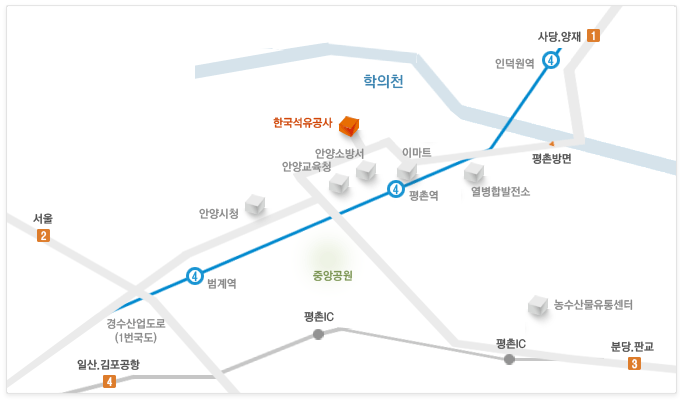 사당.양재 1
인덕원역 4
학의천
한국석유공사
안양소방서
이마트
평촌방면
안양교육청
열병합발전소
4
평촌역
안양시청
서울
2
4
범계역
중앙공원
농수산물유통센터
경수산업도로
(1번국도)
평촌IC
평촌IC
분당.판교
3
일산.김포공항
4